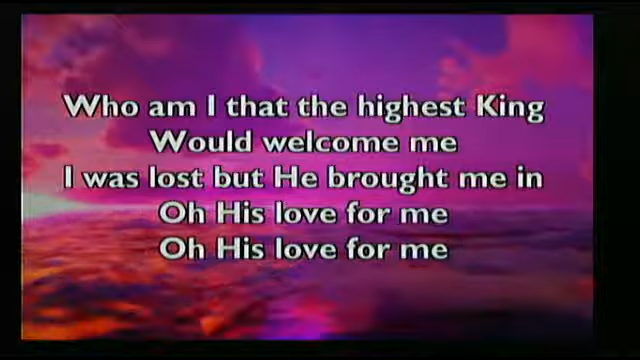 Who am I that the highest King
Would welcome me
I was lost but He brought me in
Oh His love for me
Oh His love for me